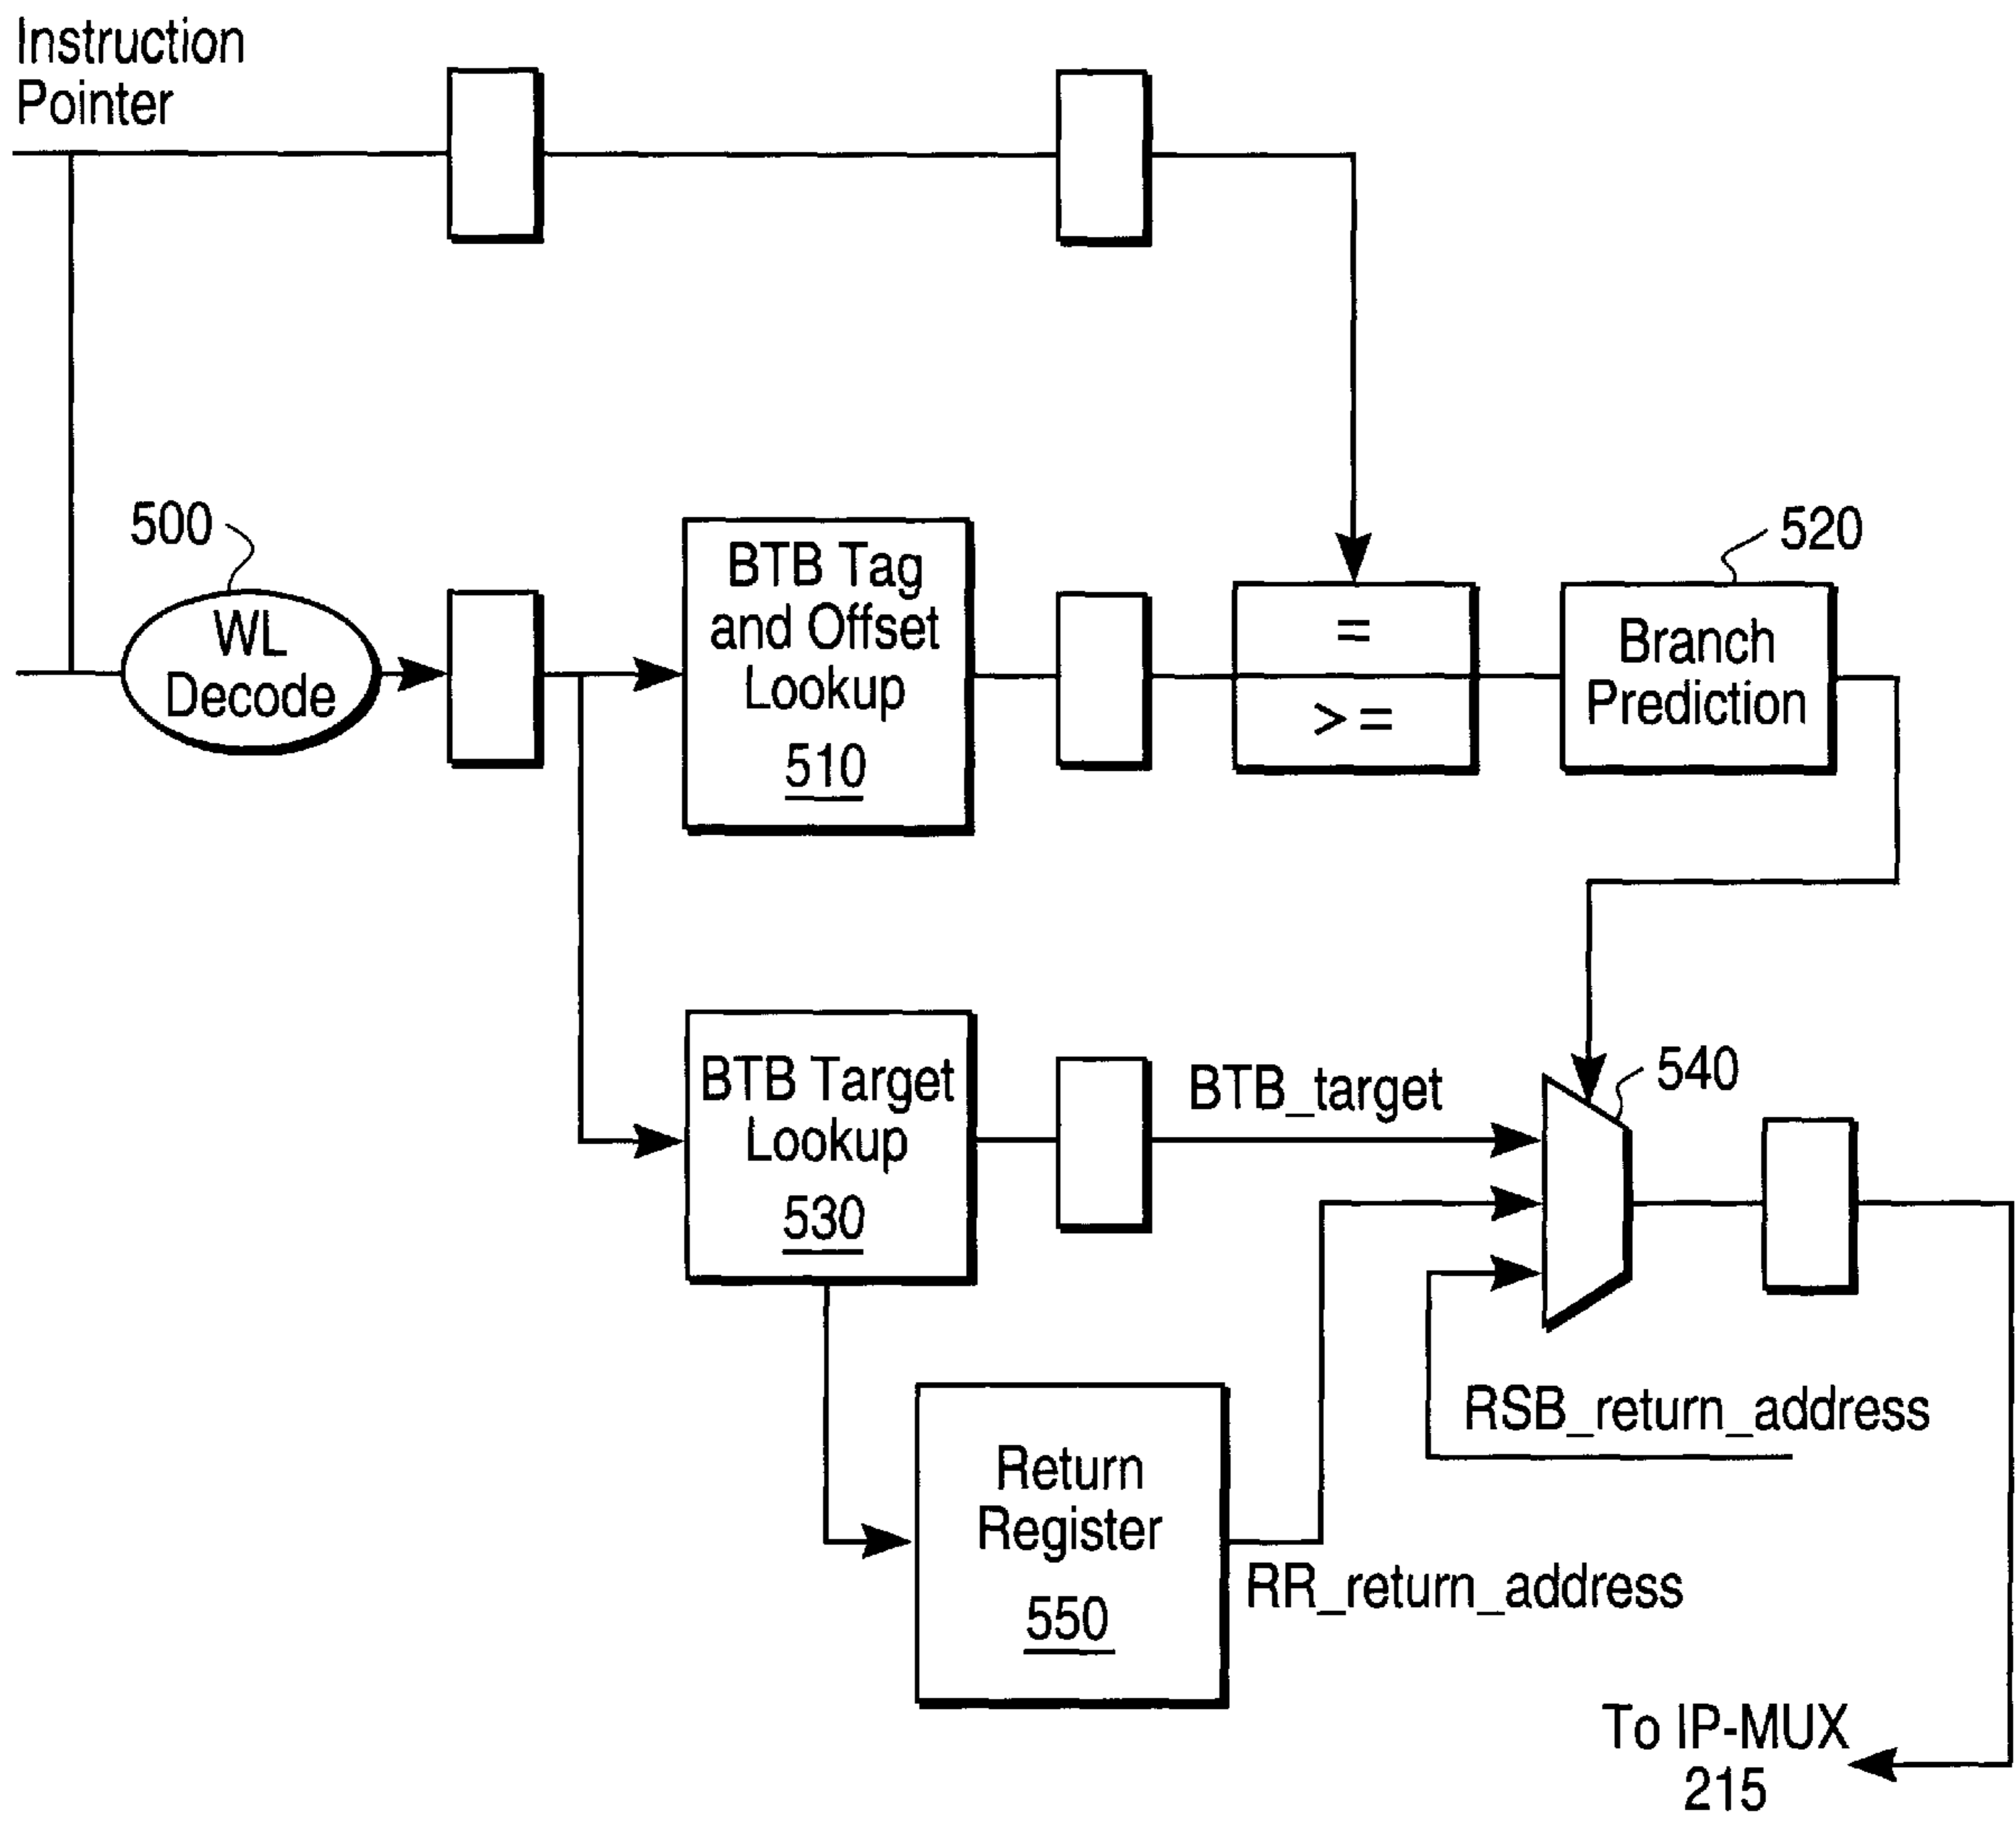 Instruction
Pointer
500
WL
Decode
BTB Tag
and Offset
Lookup
510
=
> =
520
Branch
Prediction
BTB Target
Lookup
530
BTB_target
540
RSB_return_address
Return
Register
550
RR_return_address
To IP-MUX
215